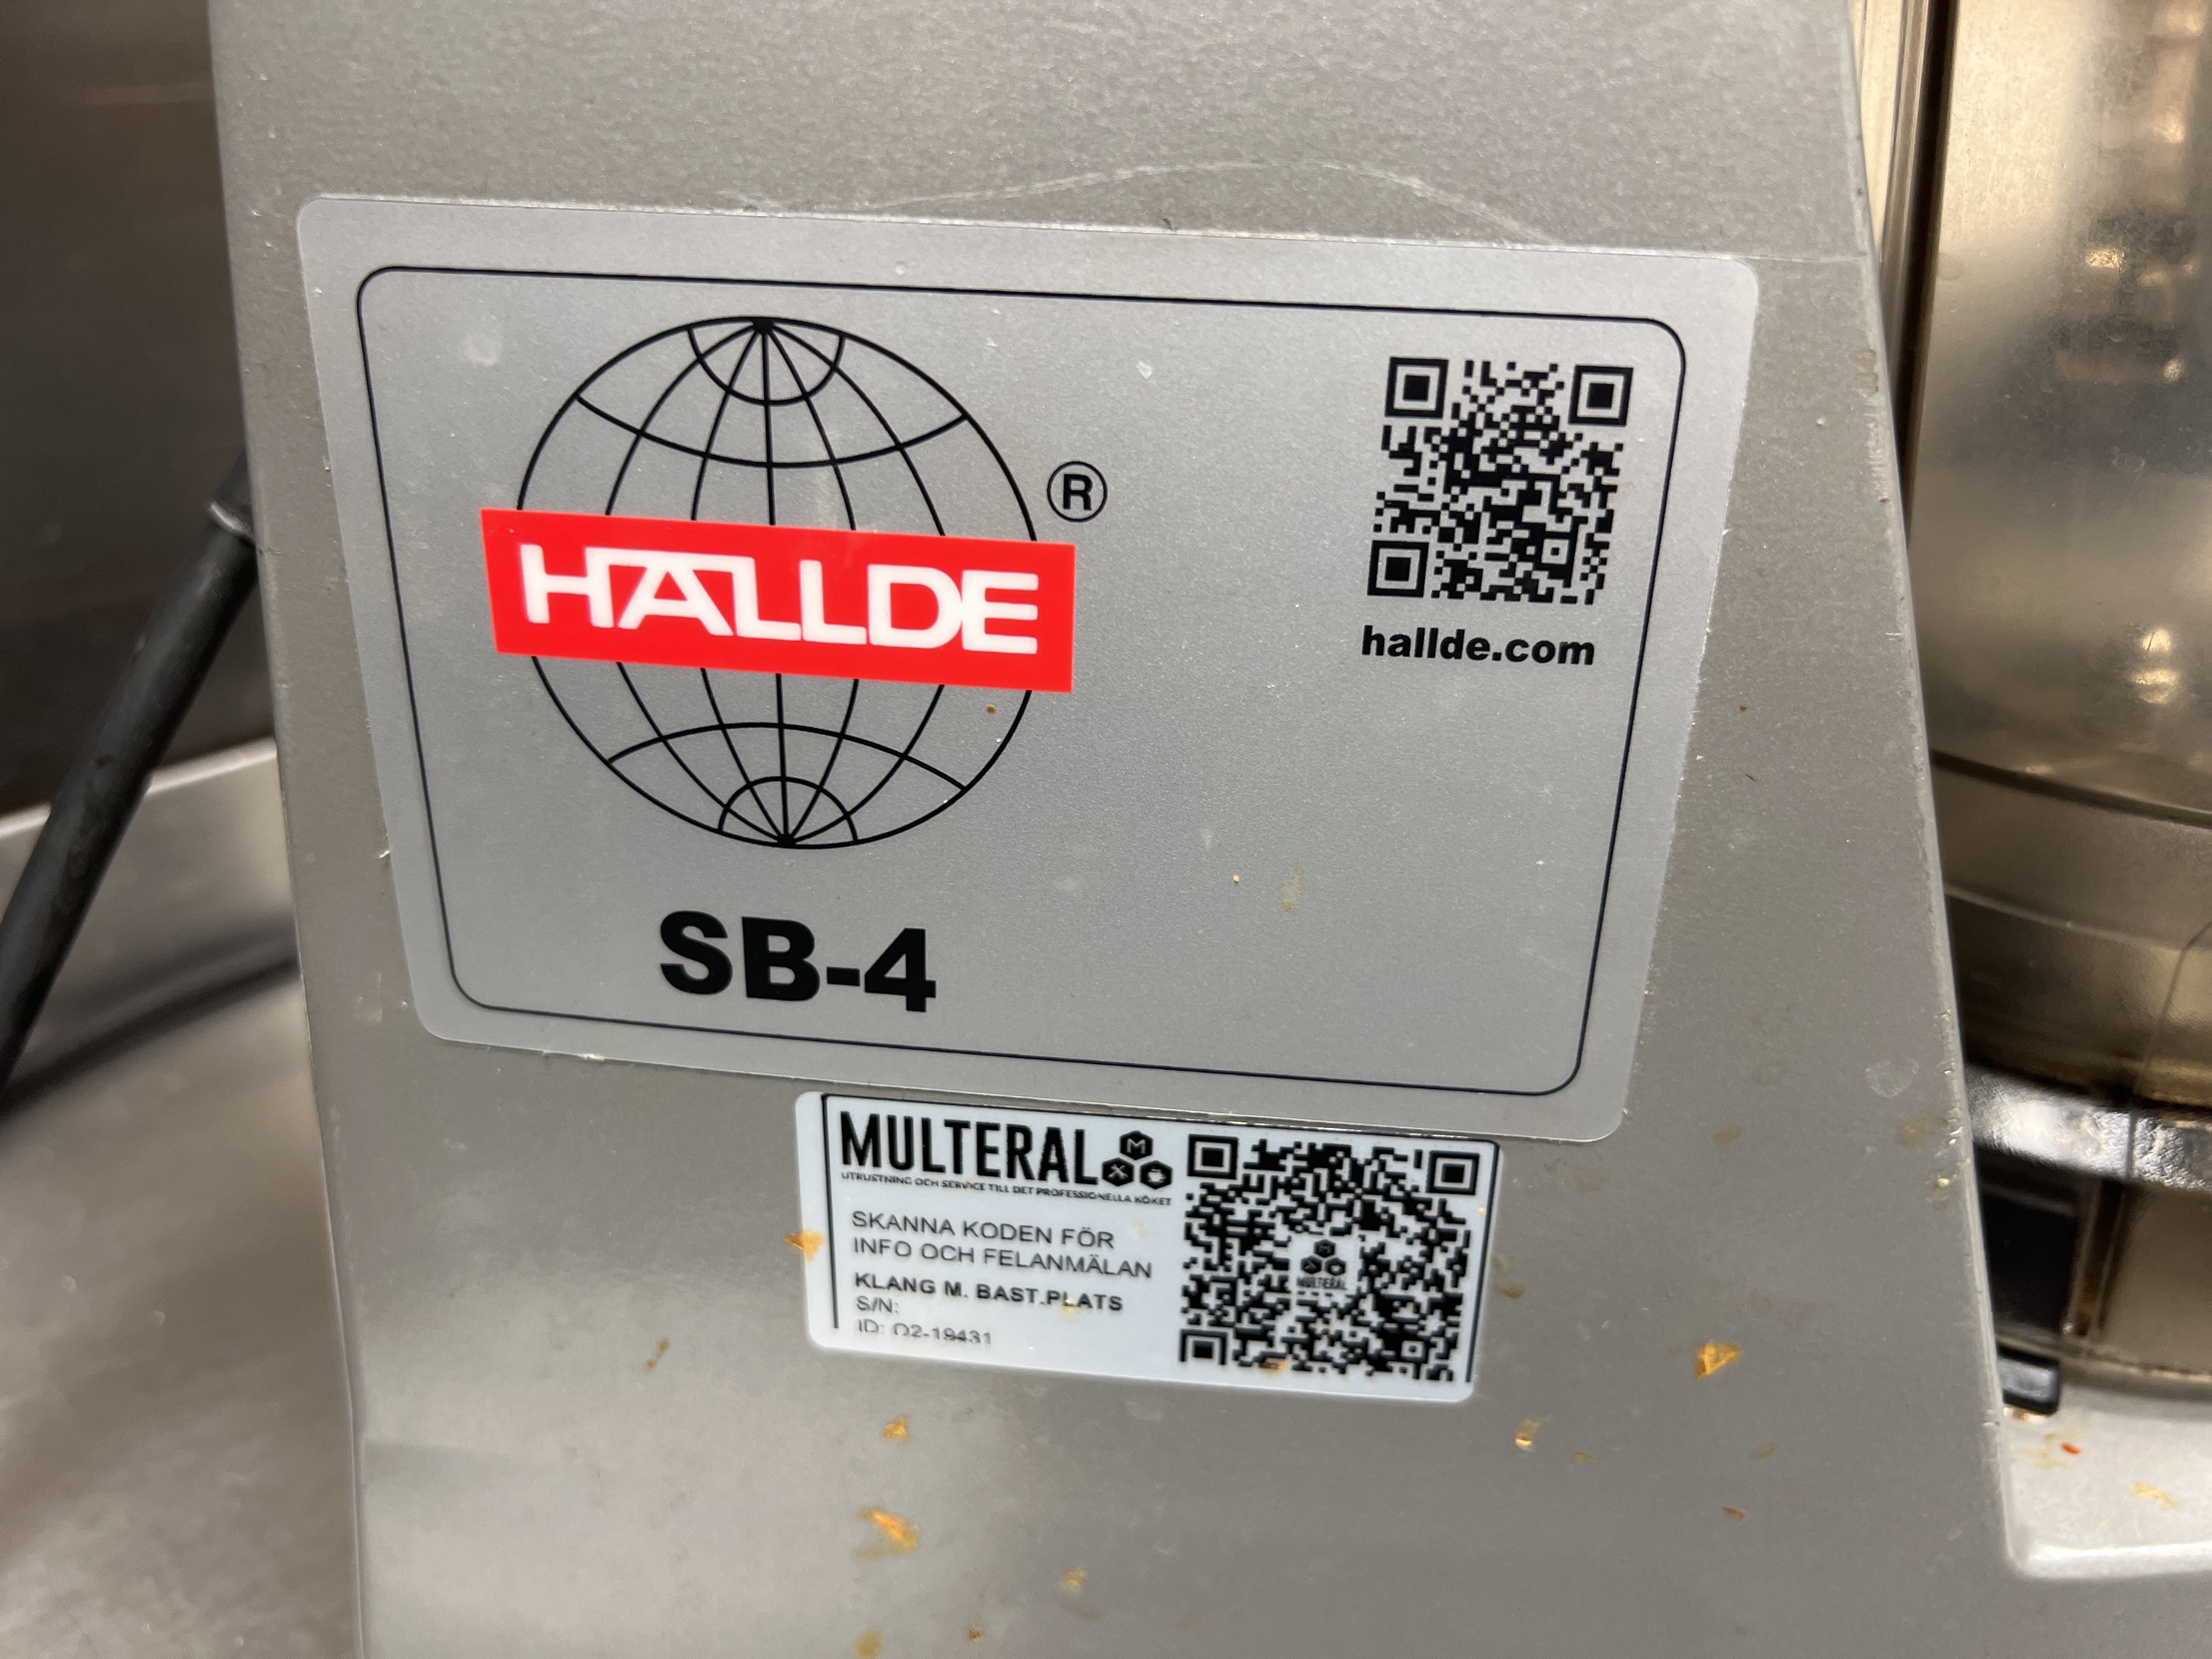 HALLDE
®
hallde.com
SB-4
MULTERAL
M
UTRUSTNING OCH SERVICE TILL DET PROFESSIONELLA KÖKET
SKANNA KODEN FÖR
INFO OCH FELANMÄLAN
KLANG M. BAST.PLATS
S/N:
ID: O2-19431
M
MULTERAL